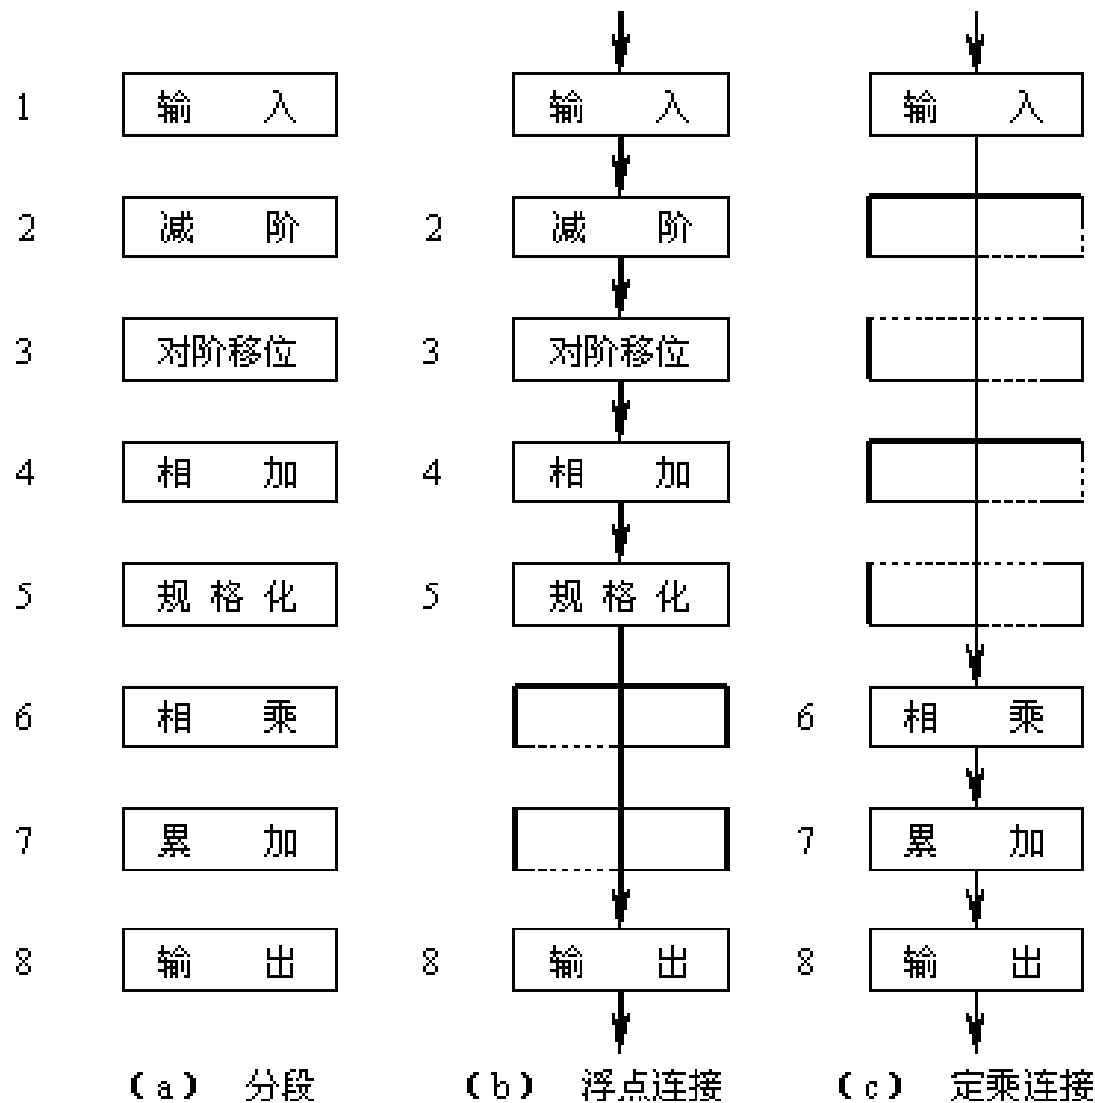 1 输 入 输 入 输 入
2 减 阶 2 减 阶
3 对阶移位 3 对阶移位
4 相 加 4 相 加
5 规 格 化 5 规 格 化
6 相 乘 6 相 乘
7 累 加 7 累 加
8 输 出 8 输 出 8 输 出
(a) 分段 (b) 浮点连接 (c) 定乘连接